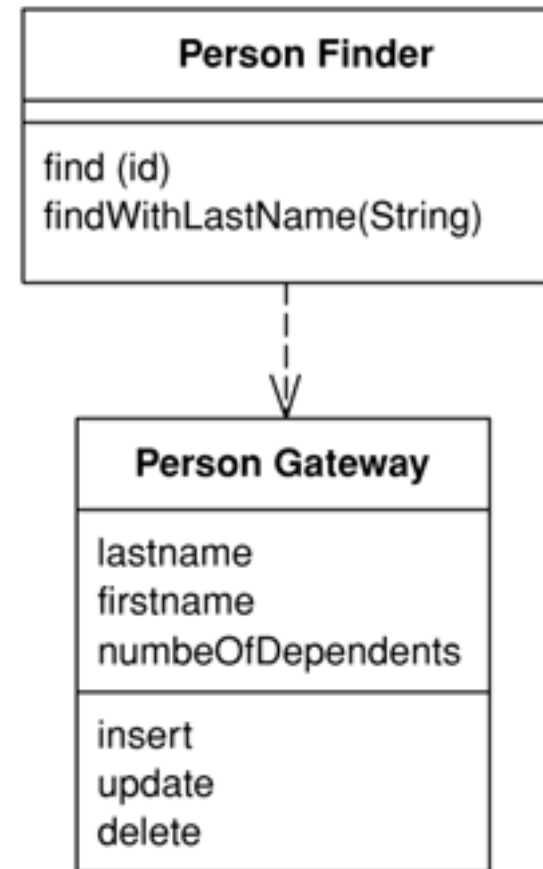 Person Finder
find (id)
findWithLastName(String)
Person Gateway
lastname
firstname
numbeOfDependents
insert
update
delete